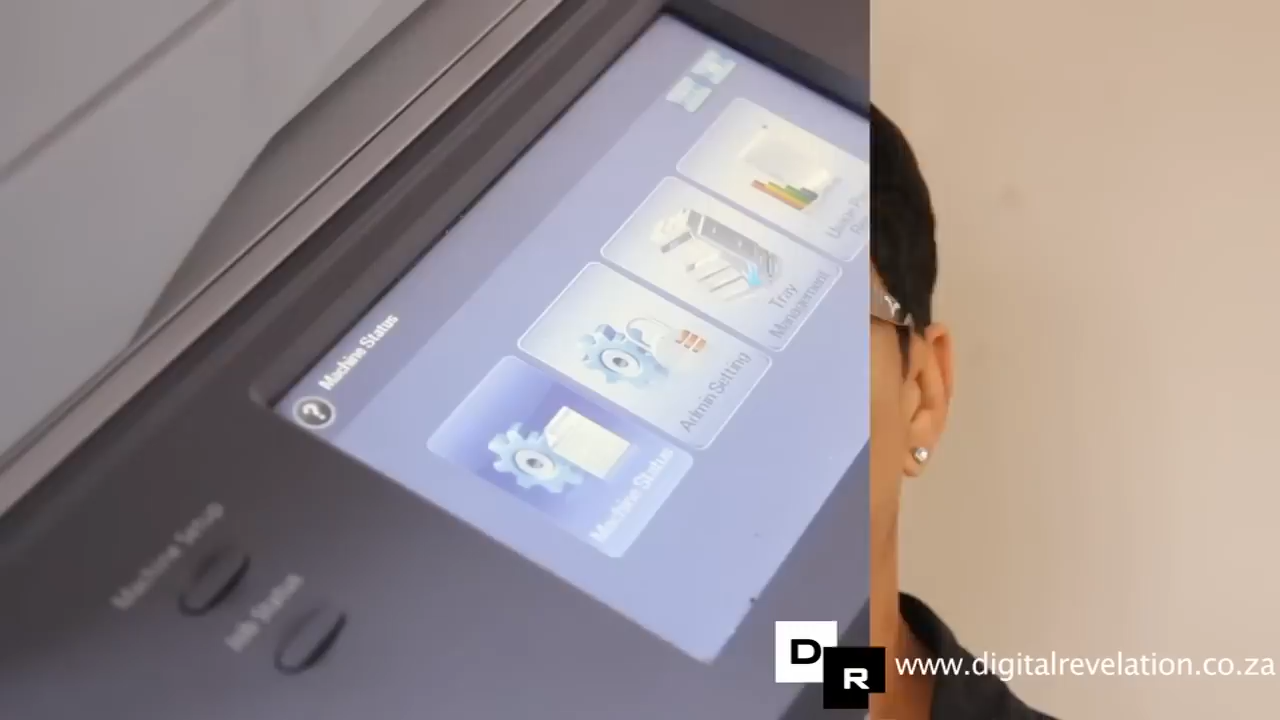 Machine Status
?
Tray
Management
Admin Setting
Machine Status
Machine Setup
Job Status
D
R
www.digitalrevelation.co.za